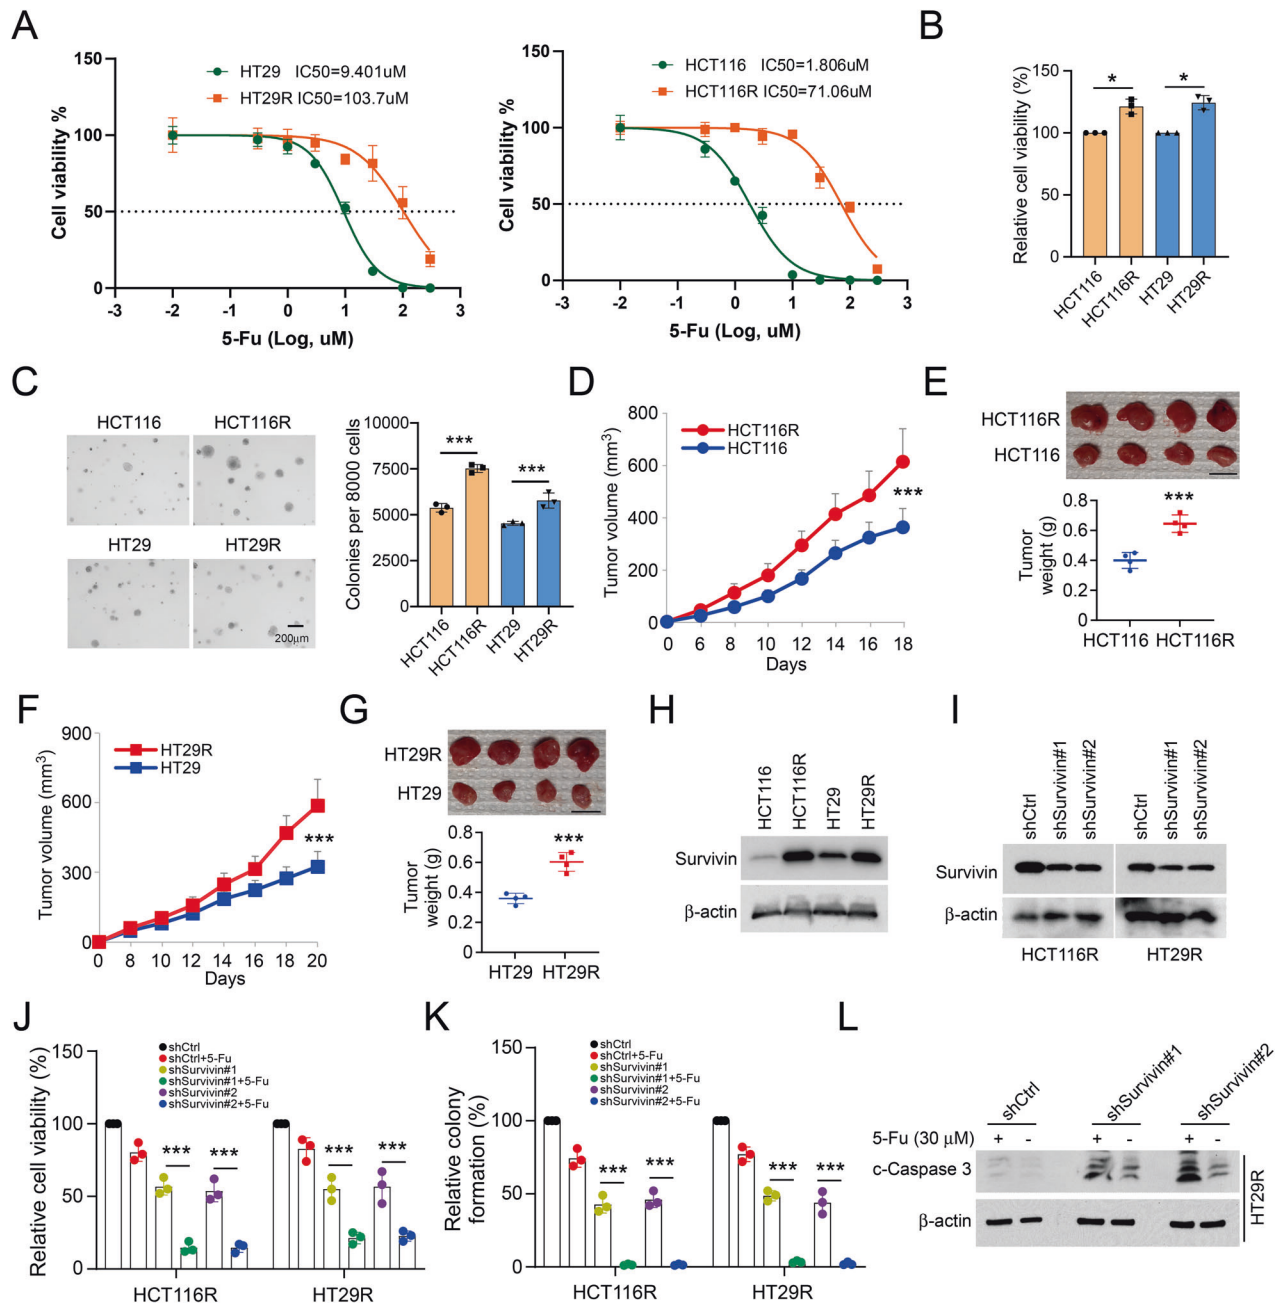 A
150
100
50
0
-3 -2 -1 0 1 2 3
Cell viability %
5-Fu (Log, uM)
HT29 IC50=9.401uM
HT29R IC50=103.7uM
150
100
50
0
-3 -2 -1 0 1 2 3
Cell viability %
5-Fu (Log, uM)
HCT116 IC50=1.806uM
HCT116R IC50=71.06uM
B
Relative cell viability (%)
150
100
50
0
* *
HCT116 HCT116R HT29 HT29R
C
HCT116 HCT116R
HT29 HT29R
200μm
Colonies per 8000 cells
10000
7500
5000
2500
0
*** ***
HCT116 HCT116R HT29 HT29R
D
Tumor volume (mm³)
800
600
400
200
0
HCT116R
HCT116
***
0 6 8 10 12 14 16 18
Days
E
HCT116R
HCT116
Tumor weight (g)
0.8
0.6
0.4
0.2
0
***
HCT116 HCT116R
F
Tumor volume (mm³)
900
600
300
0
HT29R
HT29
***
0 8 10 12 14 16 18 20
Days
G
HT29R
HT29
Tumor weight (g)
0.8
0.6
0.4
0.2
0
***
HT29 HT29R
H
HCT116 HCT116R HT29 HT29R
Survivin
β-actin
I
shCtrl shSurvivin#1 shSurvivin#2 shCtrl shSurvivin#1 shSurvivin#2
Survivin
β-actin
HCT116R HT29R
J
Relative cell viability (%)
150
100
50
0
shCtrl
shCtrl+5-Fu
shSurvivin#1
shSurvivin#1+5-Fu
shSurvivin#2
shSurvivin#2+5-Fu
*** *** *** ***
HCT116R HT29R
K
Relative colony
formation (%)
150
100
50
0
shCtrl
shCtrl+5-Fu
shSurvivin#1
shSurvivin#1+5-Fu
shSurvivin#2
shSurvivin#2+5-Fu
*** *** *** ***
HCT116R HT29R
L
shCtrl shSurvivin#1 shSurvivin#2
5-Fu (30 μM) + - + - + -
c-Caspase 3
β-actin
HT29R